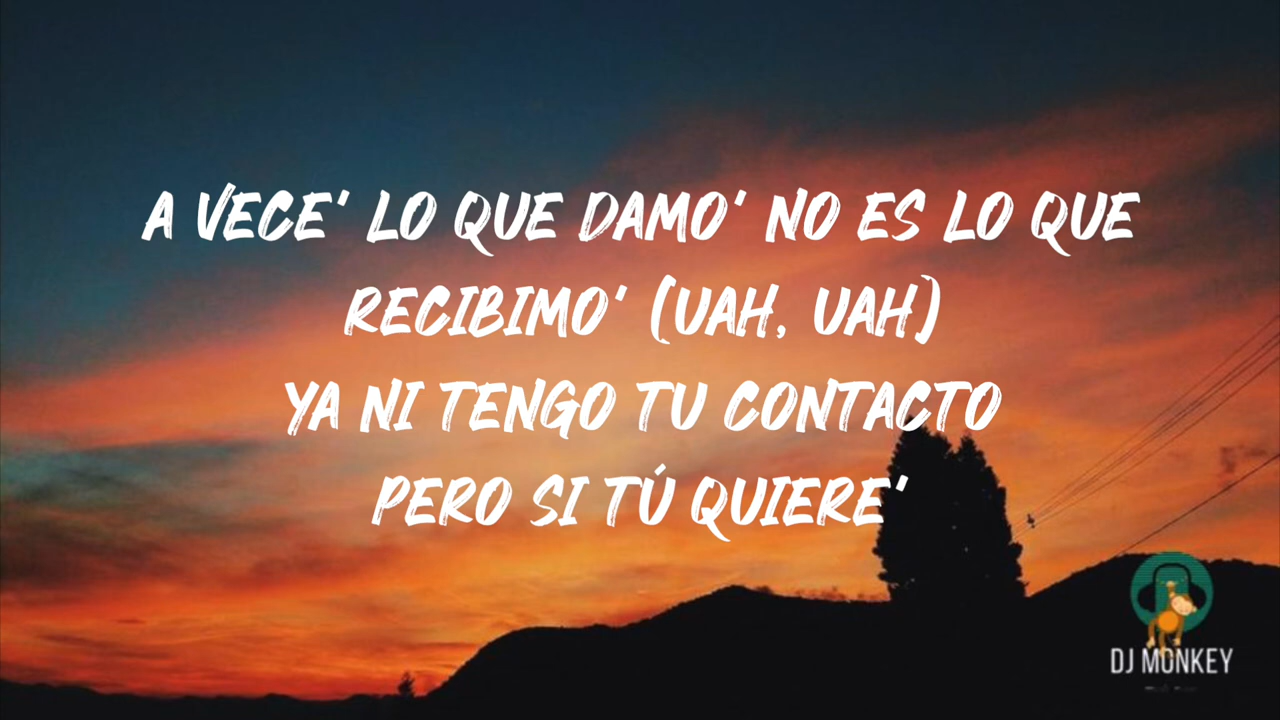 A VECE' LO QUE DAMO' NO ES LO QUE
RECIBIMO' (UAH, UAH)
YA NI TENGO TU CONTACTO
PERO SI TÚ QUIERE'
DJ MONKEY